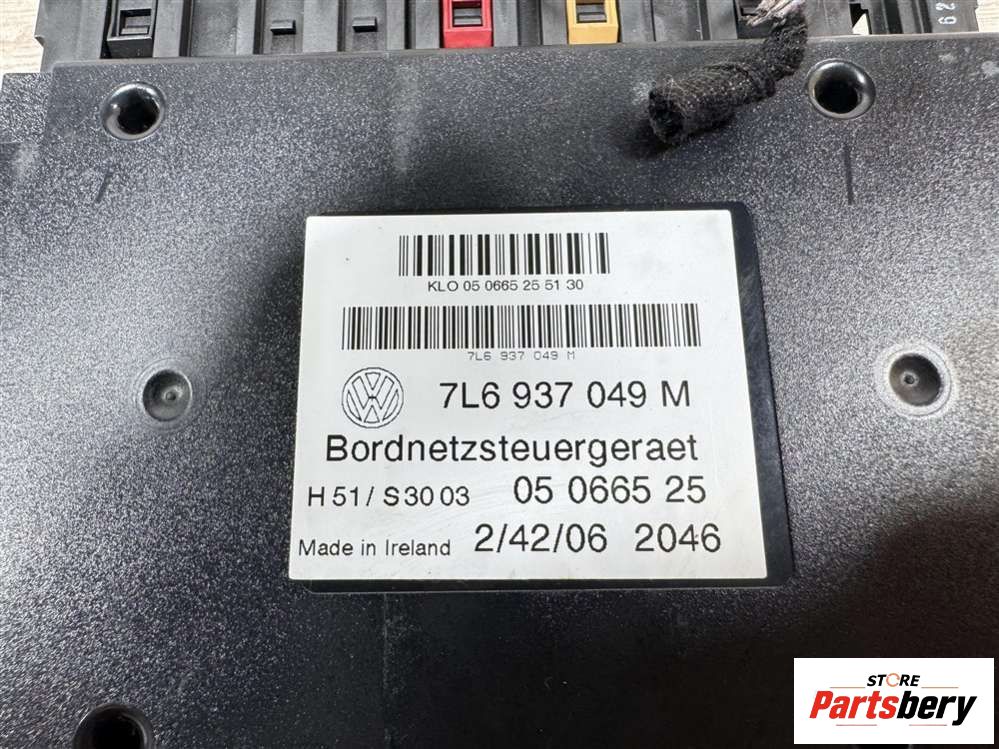 62
KLO 05 0665 25 51 30
7L6 937 049 M
7L6 937 049 M
Bordnetzsteuergeraet
H 51 / S 30 03 05 0665 25
Made in Ireland 2/42/06 2046
STORE
Partsbery